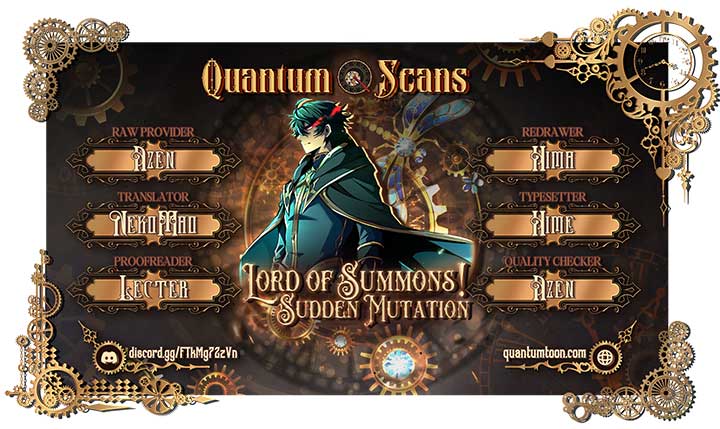 Quantum Scans
RAW PROVIDER
Azen
TRANSLATOR
NekoMao
PROOFREADER
Lecter
REDRAWER
Hima
TYPESETTER
Hime
QUALITY CHECKER
Azen
Lord of Summons!
Sudden Mutation
discord.gg/FTkMg7JzVn
quantumtoon.com